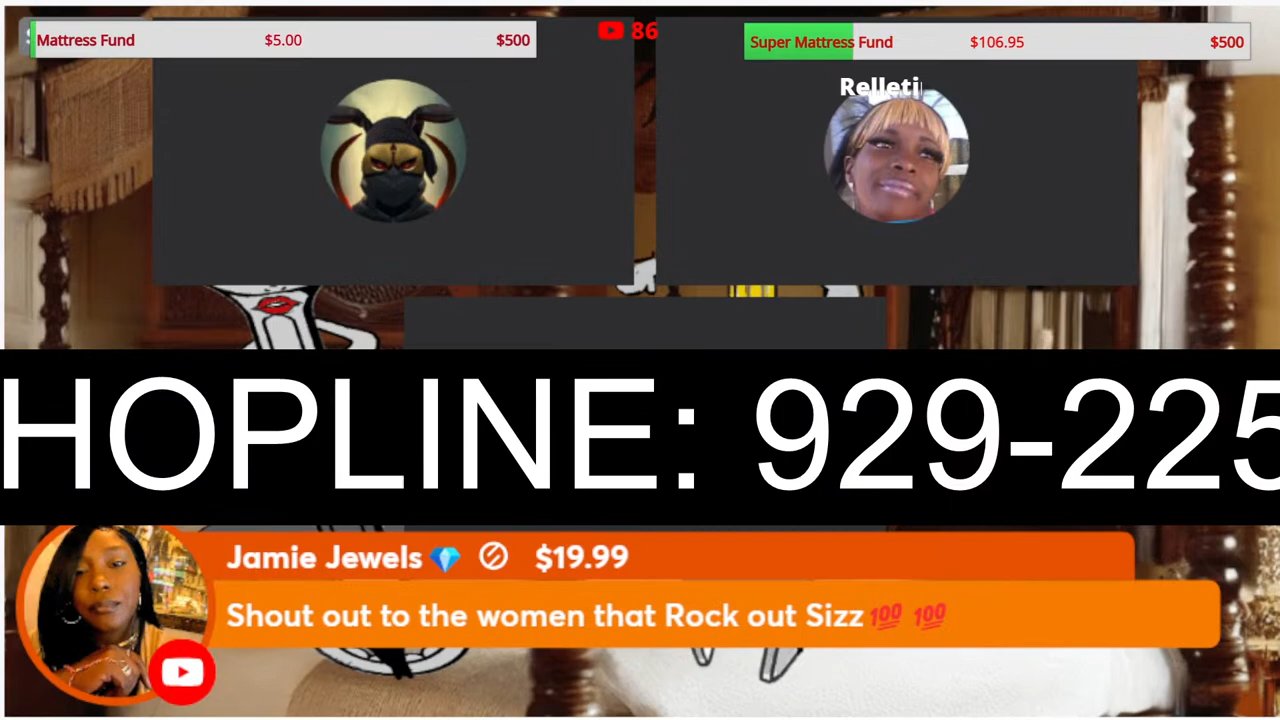 Mattress Fund $5.00 $500
86
Super Mattress Fund $106.95 $500
Relleti
HOPLINE: 929-225
Jamie Jewels💎 $19.99
Shout out to the women that Rock out Sizz💯 💯